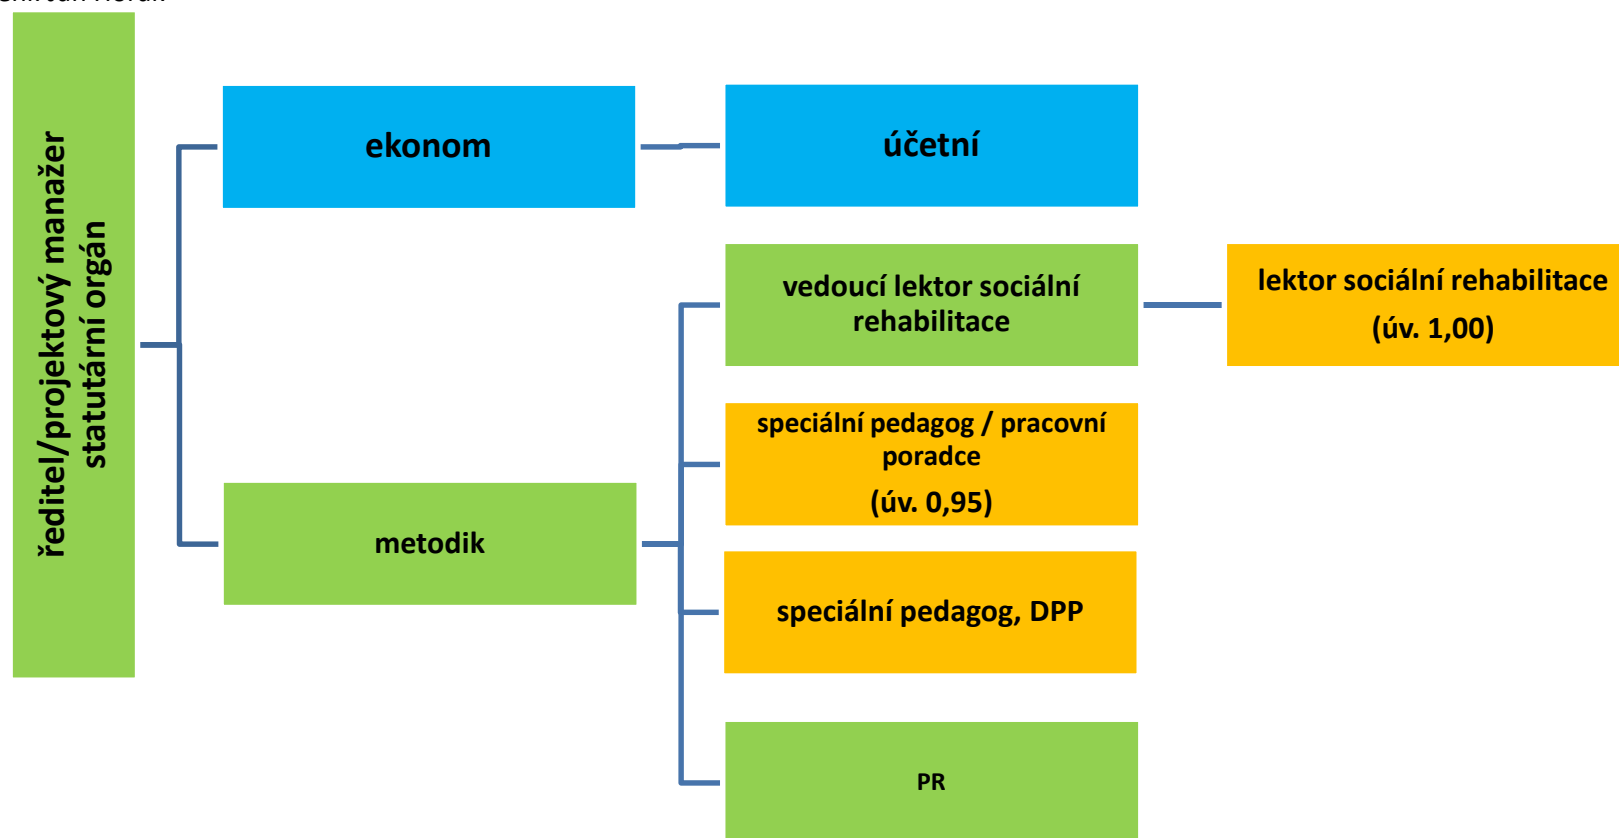 ředitel/projektový manažer
statutární orgán
ekonom
účetní
vedoucí lektor sociální
rehabilitace
lektor sociální rehabilitace
(úv. 1,00)
speciální pedagog / pracovní
poradce
(úv. 0,95)
metodik
speciální pedagog, DPP
PR